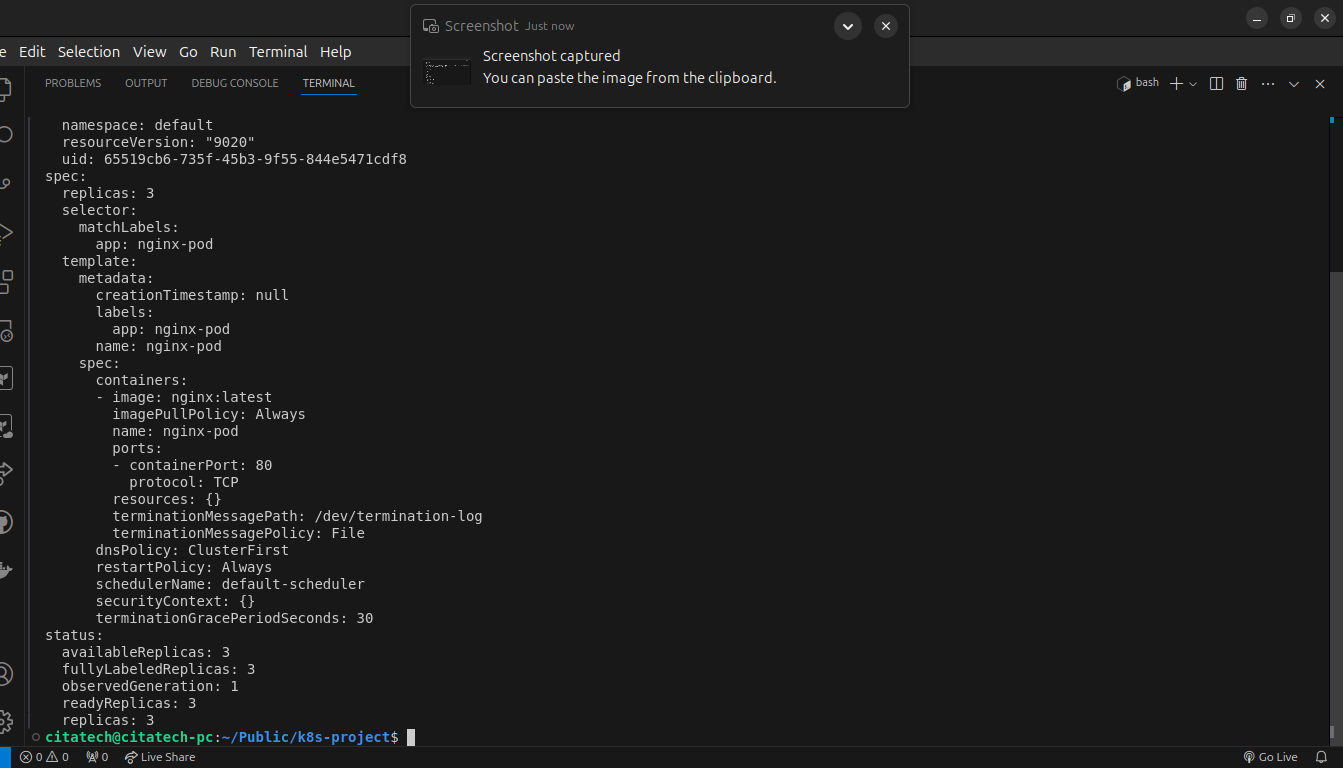 Screenshot Just now
Screenshot captured
You can paste the image from the clipboard.
Edit Selection View Go Run Terminal Help
PROBLEMS OUTPUT DEBUG CONSOLE TERMINAL
bash
  namespace: default
  resourceVersion: "9020"
  uid: 65519cb6-735f-45b3-9f55-844e5471cdf8
spec:
  replicas: 3
  selector:
    matchLabels:
      app: nginx-pod
  template:
    metadata:
      creationTimestamp: null
      labels:
        app: nginx-pod
      name: nginx-pod
    spec:
      containers:
      - image: nginx:latest
        imagePullPolicy: Always
        name: nginx-pod
        ports:
        - containerPort: 80
          protocol: TCP
        resources: {}
        terminationMessagePath: /dev/termination-log
        terminationMessagePolicy: File
      dnsPolicy: ClusterFirst
      restartPolicy: Always
      schedulerName: default-scheduler
      securityContext: {}
      terminationGracePeriodSeconds: 30
status:
  availableReplicas: 3
  fullyLabeledReplicas: 3
  observedGeneration: 1
  readyReplicas: 3
  replicas: 3
citatech@citatech-pc:~/Public/k8s-project$
0 0 0 Live Share Go Live